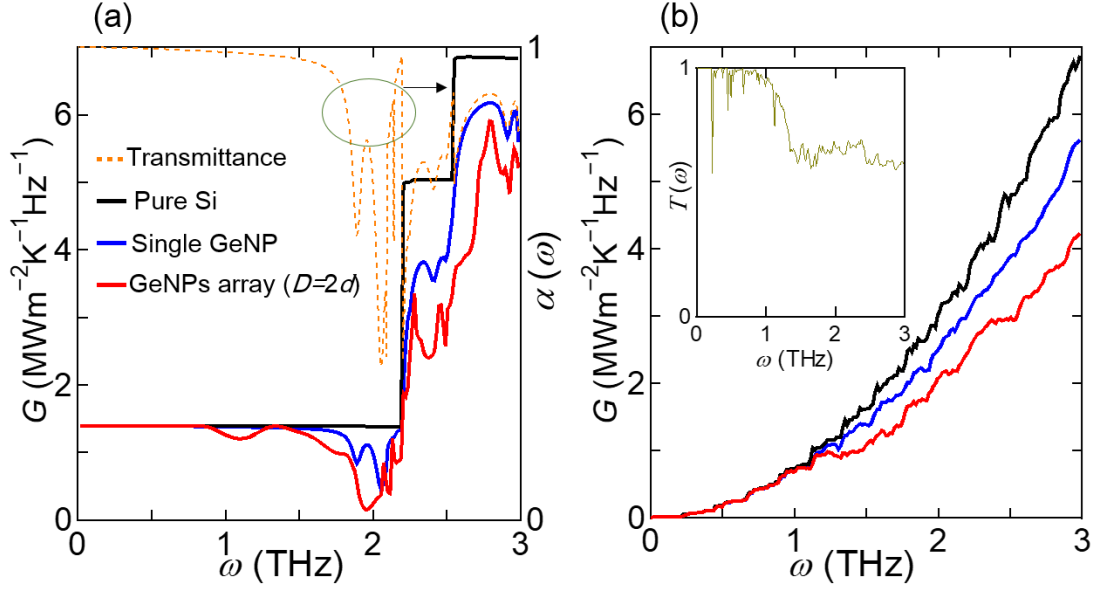 (a)
6
4
2
0
G (MWm⁻²K⁻¹Hz⁻¹)
Transmittance
Pure Si
Single GeNP
GeNPs array (D=2d)
1
0
α (ω)
0
1
2
3
ω (THz)
(b)
6
4
2
0
G (MWm⁻²K⁻¹Hz⁻¹)
1
0
T (ω)
0
1
2
3
ω (THz)
0
1
2
3
ω (THz)